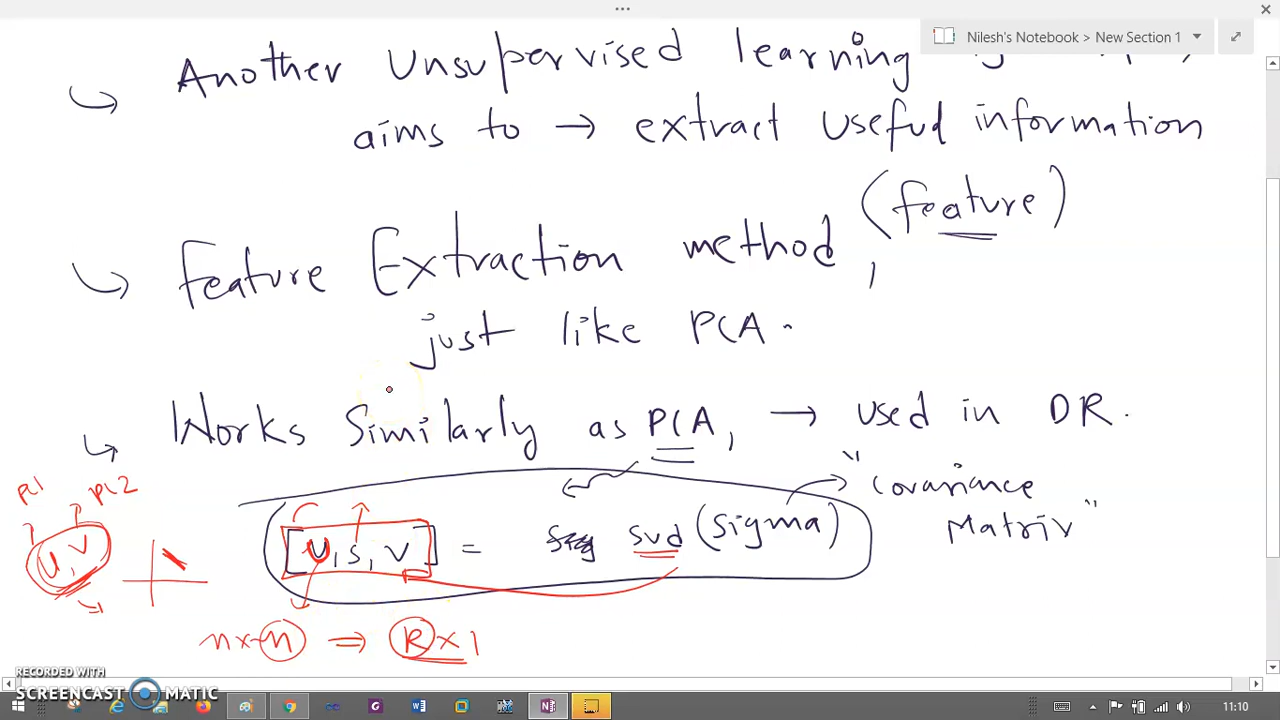 Nilesh's Notebook > New Section 1
Another Unsupervised learning
aims to → extract useful information
(feature)
Feature Extraction method,
just like PCA.
Works Similarly as PCA, → used in DR.
PC1 PC2
U, V
[U, S, V] = svd (sigma)
"Covariance
Matrix"
n×n ⇒ R×1
RECORDED WITH
SCREENCAST MATIC
11:10